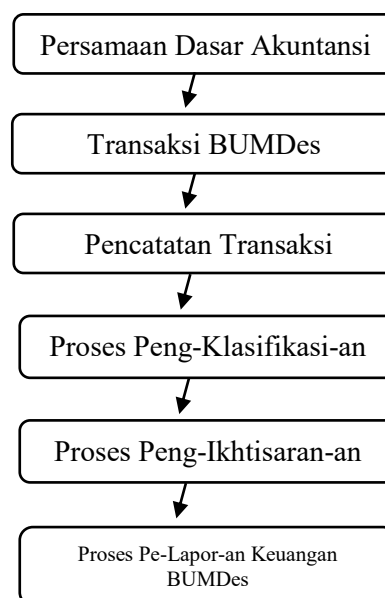 Persamaan Dasar Akuntansi
Transaksi BUMDes
Pencatatan Transaksi
Proses Peng-Klasifikasi-an
Proses Peng-Ikhtisaran-an
Proses Pe-Lapor-an Keuangan
BUMDes